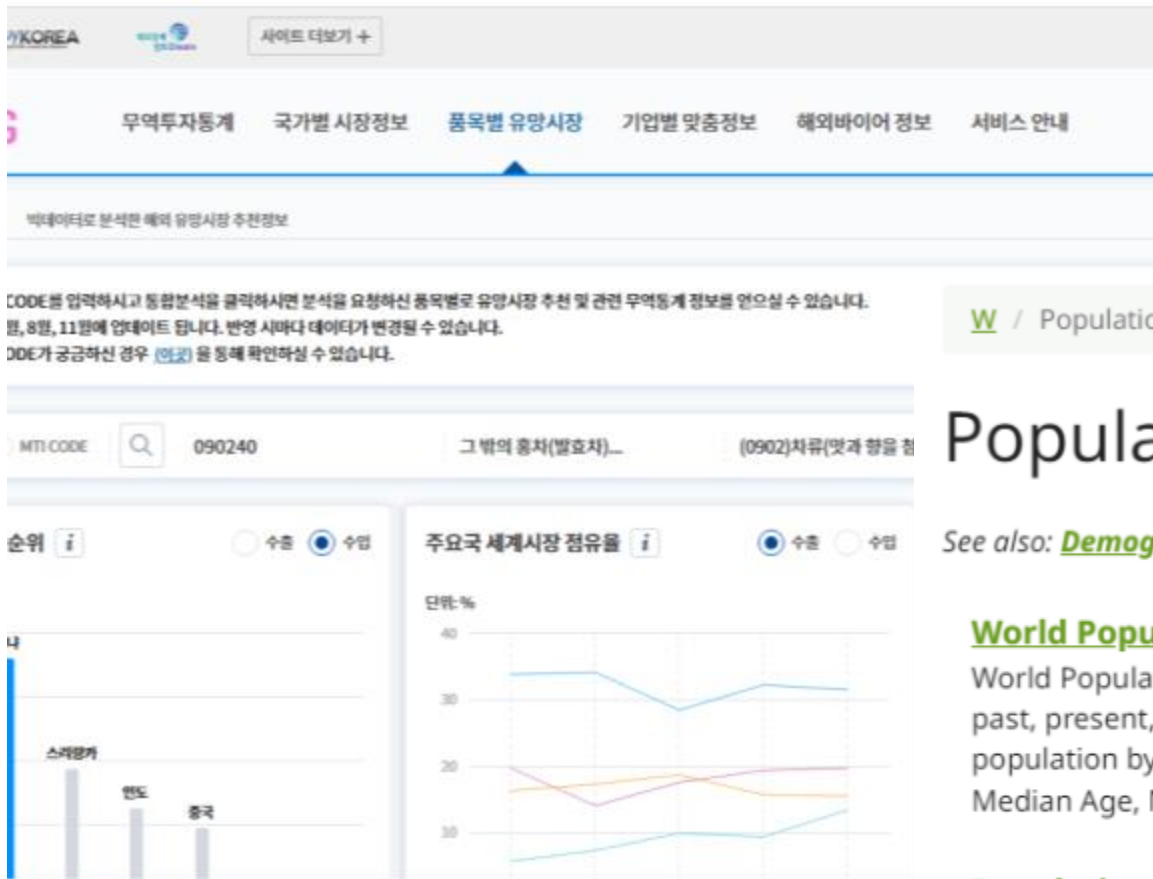 YKOREA
사이트 더보기 +
G
무역투자통계 국가별 시장정보 품목별 유망시장 기업별 맞춤정보 해외바이어 정보 서비스 안내
빅데이터로 분석한 해외 유망시장 추천정보
CODE를 입력하시고 통합분석을 클릭하시면 분석을 요청하신 품목별로 유망시장 추천 및 관련 무역통계 정보를 얻으실 수 있습니다.
월, 8월, 11월에 업데이트 됩니다. 반영 시마다 데이터가 변경될 수 있습니다.
ODE가 궁금하신 경우 (이곳) 을 통해 확인하실 수 있습니다.
MTI CODE 090240 그 밖의 홍차(발효차)... (0902)차류(맛과 향을 첨
순위 i 수출 수입
주요국 세계시장 점유율 i 수출 수입
단위: %
40
30
20
10
냐
스리랑카
인도
중국
W / Populatio
Popula
See also: Demog
World Popu
World Popula
past, present,
population by
Median Age,